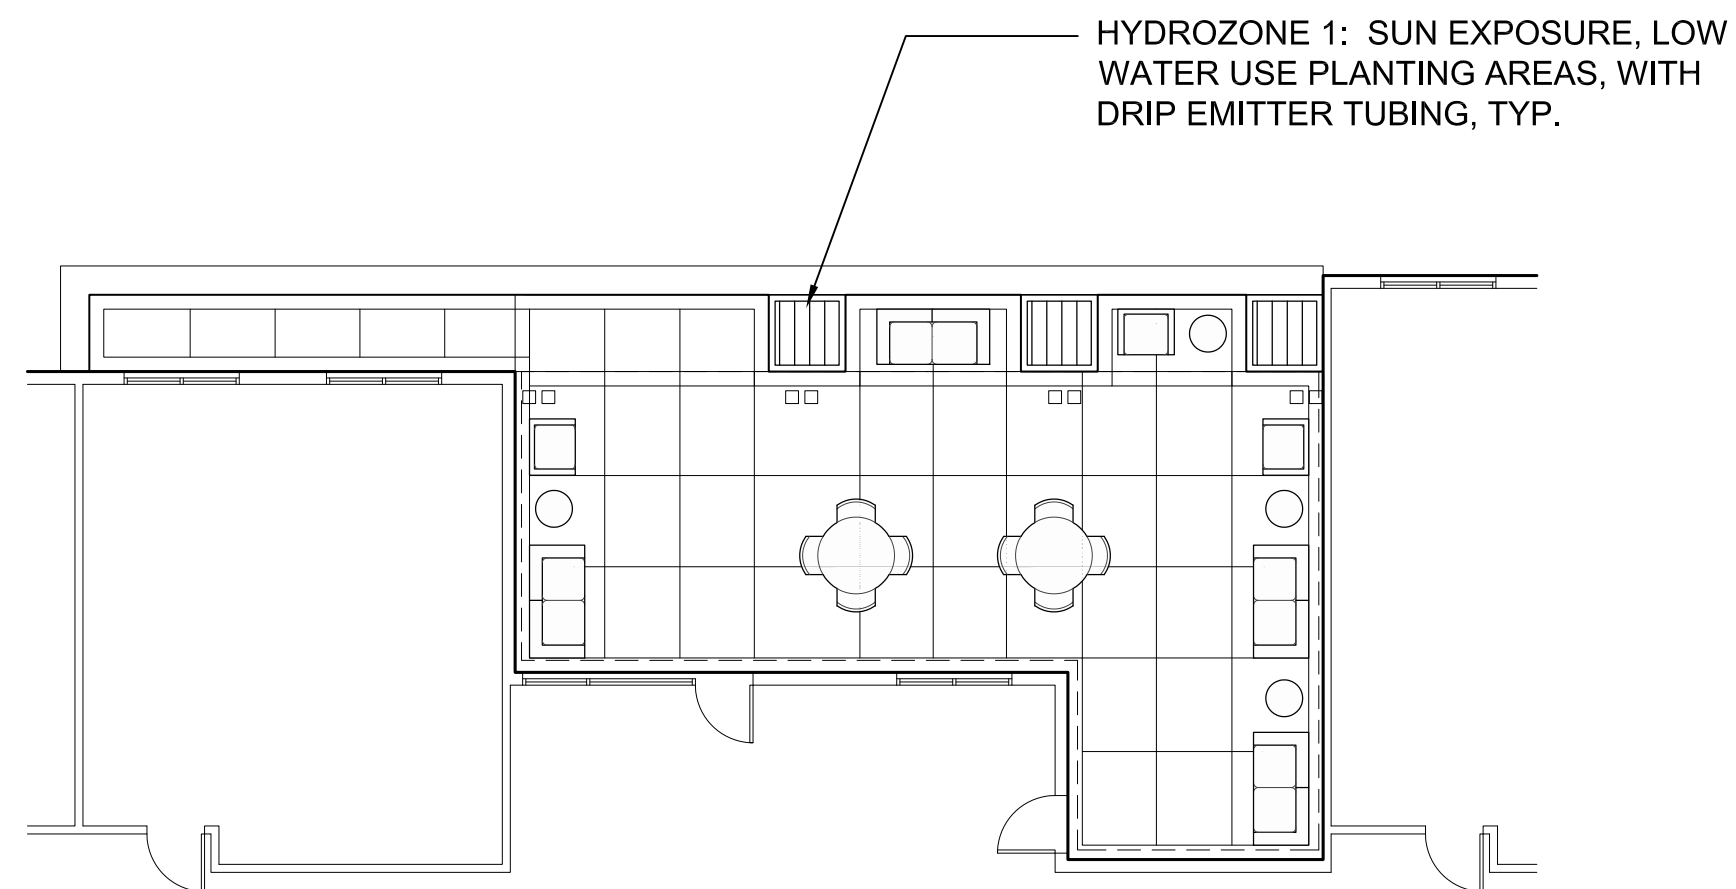 HYDROZONE 1: SUN EXPOSURE, LOW
WATER USE PLANTING AREAS, WITH
DRIP EMITTER TUBING, TYP.